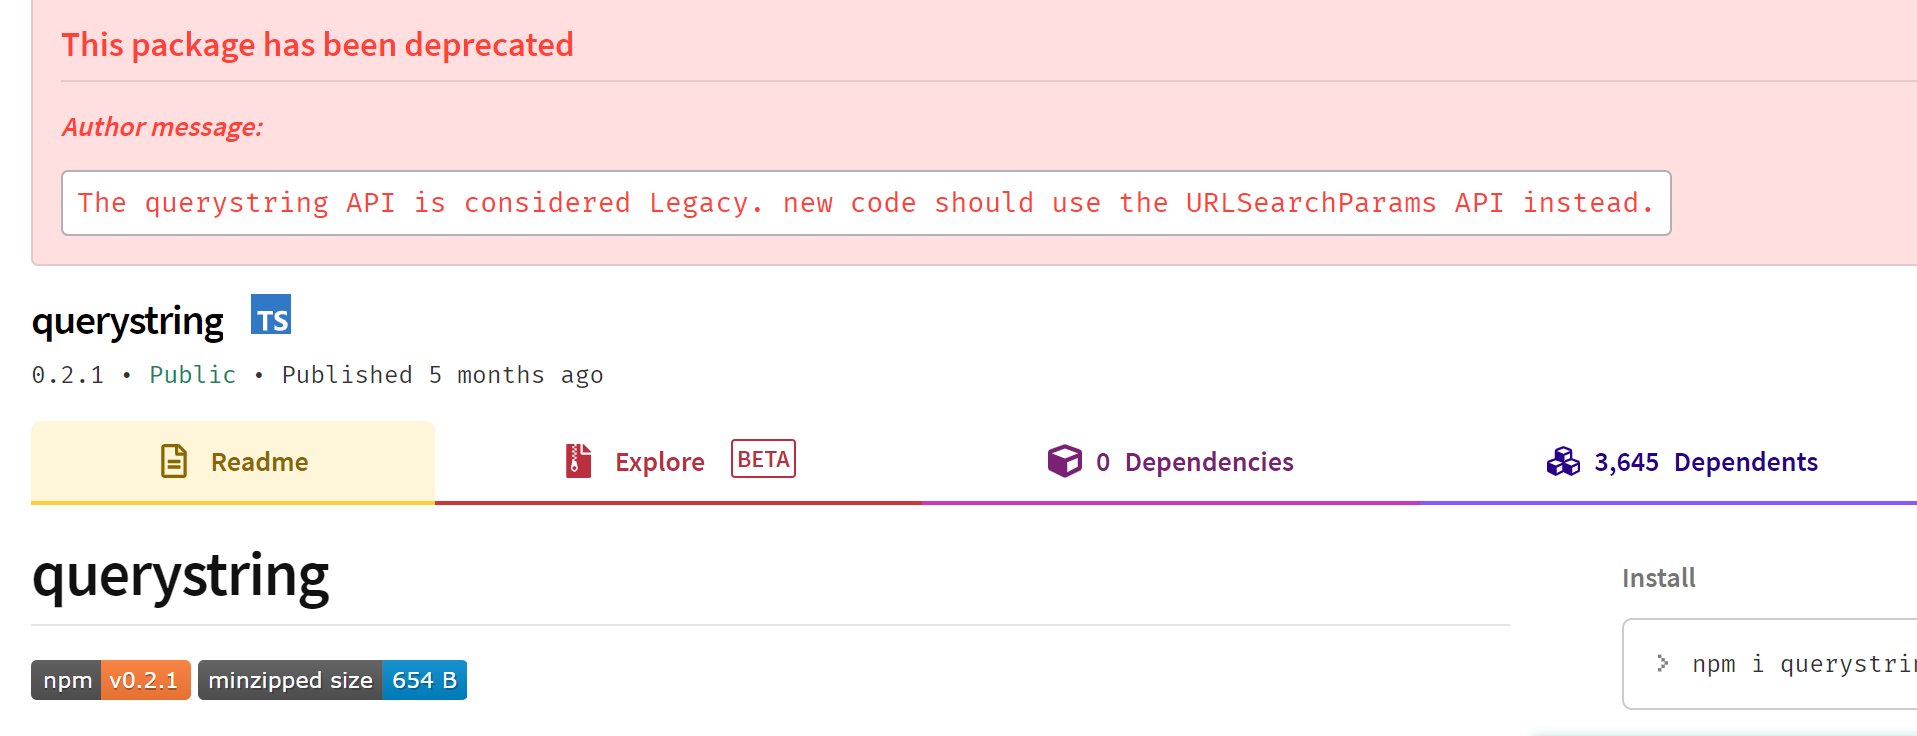 This package has been deprecated
Author message:
The querystring API is considered Legacy. new code should use the URLSearchParams API instead.
querystring TS
0.2.1 • Public • Published 5 months ago
Readme Explore BETA 0 Dependencies 3,645 Dependents
querystring
Install
npm v0.2.1 minzipped size 654 B
> npm i querystrin